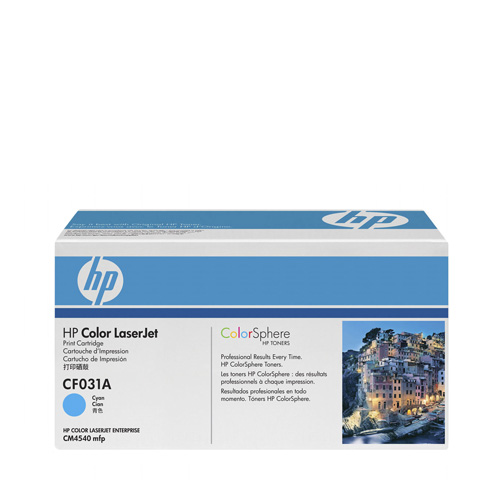 hp
hp
HP Color LaserJet
Print Cartridge
Cartouche d'Impression
Cartucho de Impresión
打印硒鼓
CF031A
Cyan
Cian
青色
HP COLOR LASERJET ENTERPRISE
CM4540 mfp
ColorSphere
HP TONERS
Professional Results Every Time.
HP ColorSphere Toners.
Les toners HP ColorSphere : des résultats
professionnels à chaque impression.
Resultados profesionales en todo
momento. Tóners HP ColorSphere.